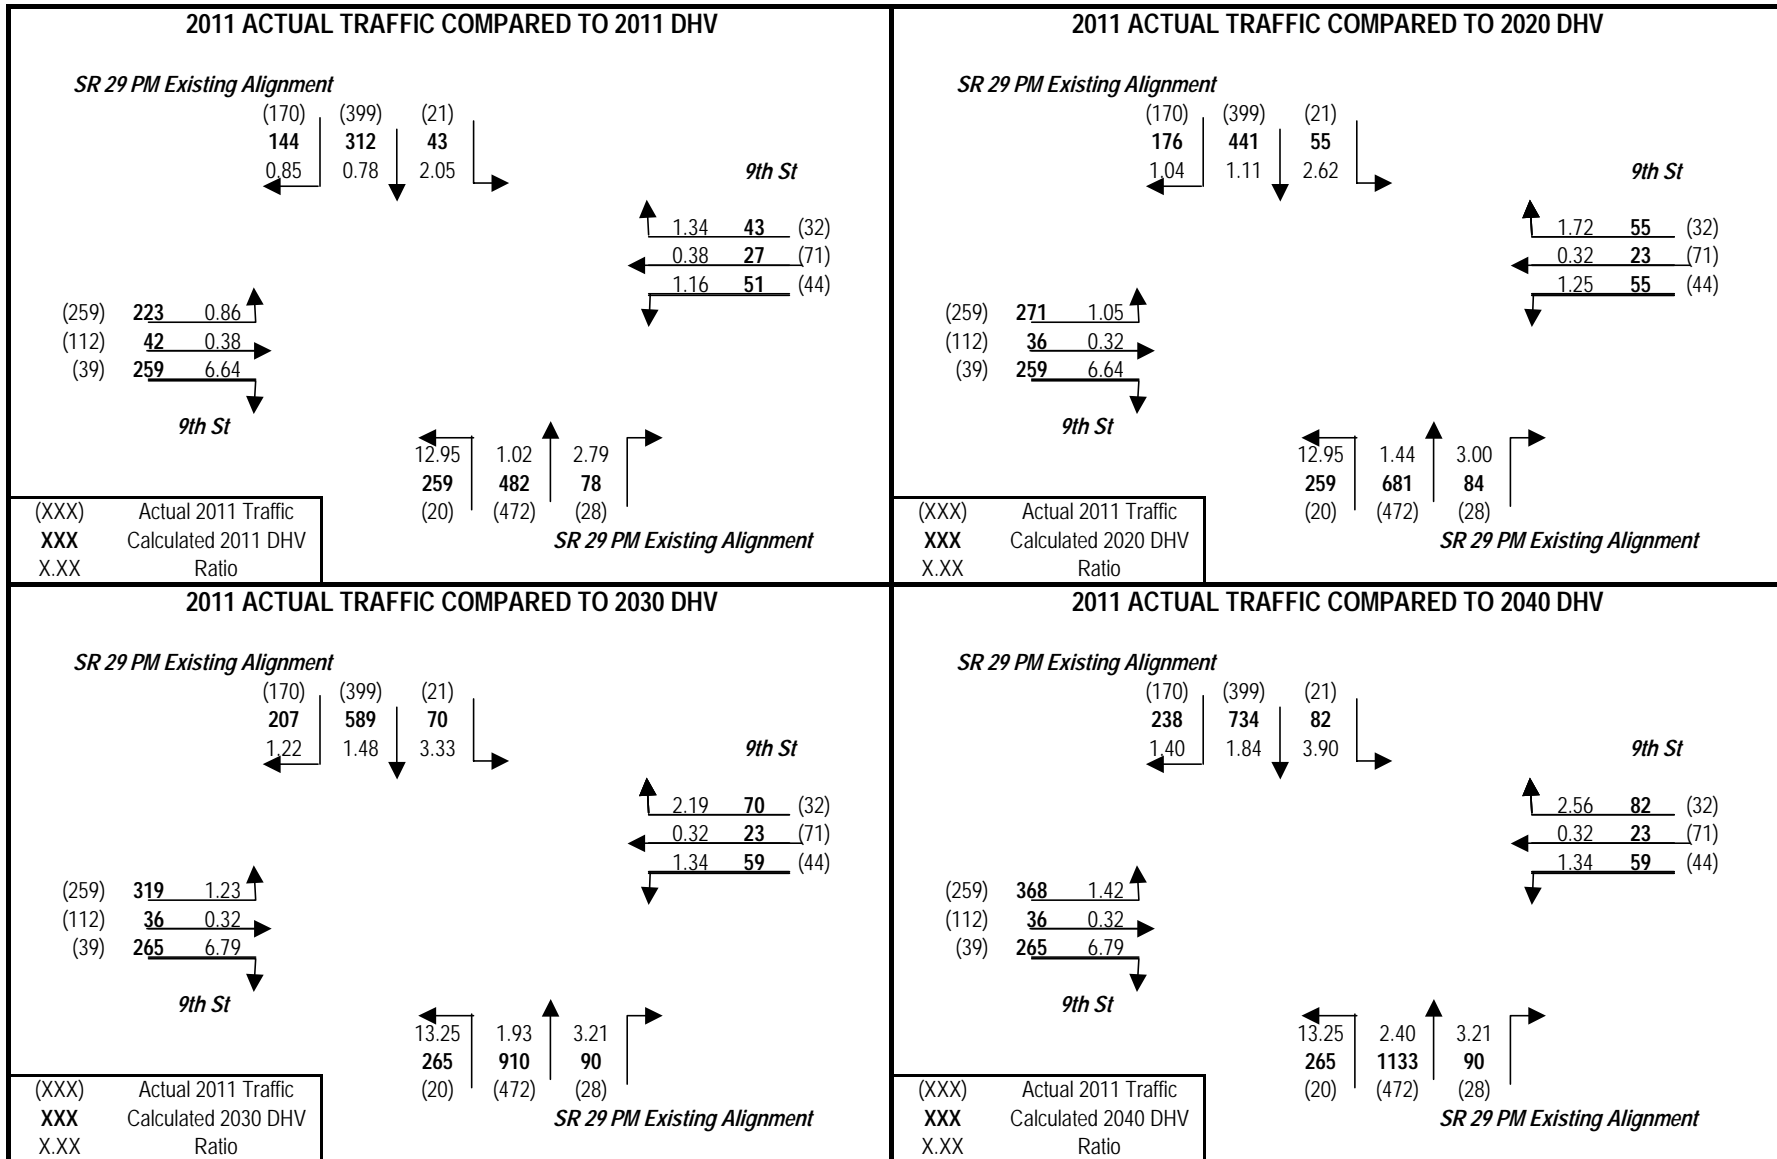 2011 ACTUAL TRAFFIC COMPARED TO 2011 DHV
SR 29 PM Existing Alignment
(170) (399) (21)
144 312 43
0.85 0.78 2.05
9th St
1.34 43 (32)
0.38 27 (71)
1.16 51 (44)
(259) 223 0.86
(112) 42 0.38
(39) 259 6.64
9th St
12.95 1.02 2.79
259 482 78
(20) (472) (28)
SR 29 PM Existing Alignment
(XXX) Actual 2011 Traffic
XXX Calculated 2011 DHV
X.XX Ratio
2011 ACTUAL TRAFFIC COMPARED TO 2020 DHV
SR 29 PM Existing Alignment
(170) (399) (21)
176 441 55
1.04 1.11 2.62
9th St
1.72 55 (32)
0.32 23 (71)
1.25 55 (44)
(259) 271 1.05
(112) 36 0.32
(39) 259 6.64
9th St
12.95 1.44 3.00
259 681 84
(20) (472) (28)
SR 29 PM Existing Alignment
(XXX) Actual 2011 Traffic
XXX Calculated 2020 DHV
X.XX Ratio
2011 ACTUAL TRAFFIC COMPARED TO 2030 DHV
SR 29 PM Existing Alignment
(170) (399) (21)
207 589 70
1.22 1.48 3.33
9th St
2.19 70 (32)
0.32 23 (71)
1.34 59 (44)
(259) 319 1.23
(112) 36 0.32
(39) 265 6.79
9th St
13.25 1.93 3.21
265 910 90
(20) (472) (28)
SR 29 PM Existing Alignment
(XXX) Actual 2011 Traffic
XXX Calculated 2030 DHV
X.XX Ratio
2011 ACTUAL TRAFFIC COMPARED TO 2040 DHV
SR 29 PM Existing Alignment
(170) (399) (21)
238 734 82
1.40 1.84 3.90
9th St
2.56 82 (32)
0.32 23 (71)
1.34 59 (44)
(259) 368 1.42
(112) 36 0.32
(39) 265 6.79
9th St
13.25 2.40 3.21
265 1133 90
(20) (472) (28)
SR 29 PM Existing Alignment
(XXX) Actual 2011 Traffic
XXX Calculated 2040 DHV
X.XX Ratio